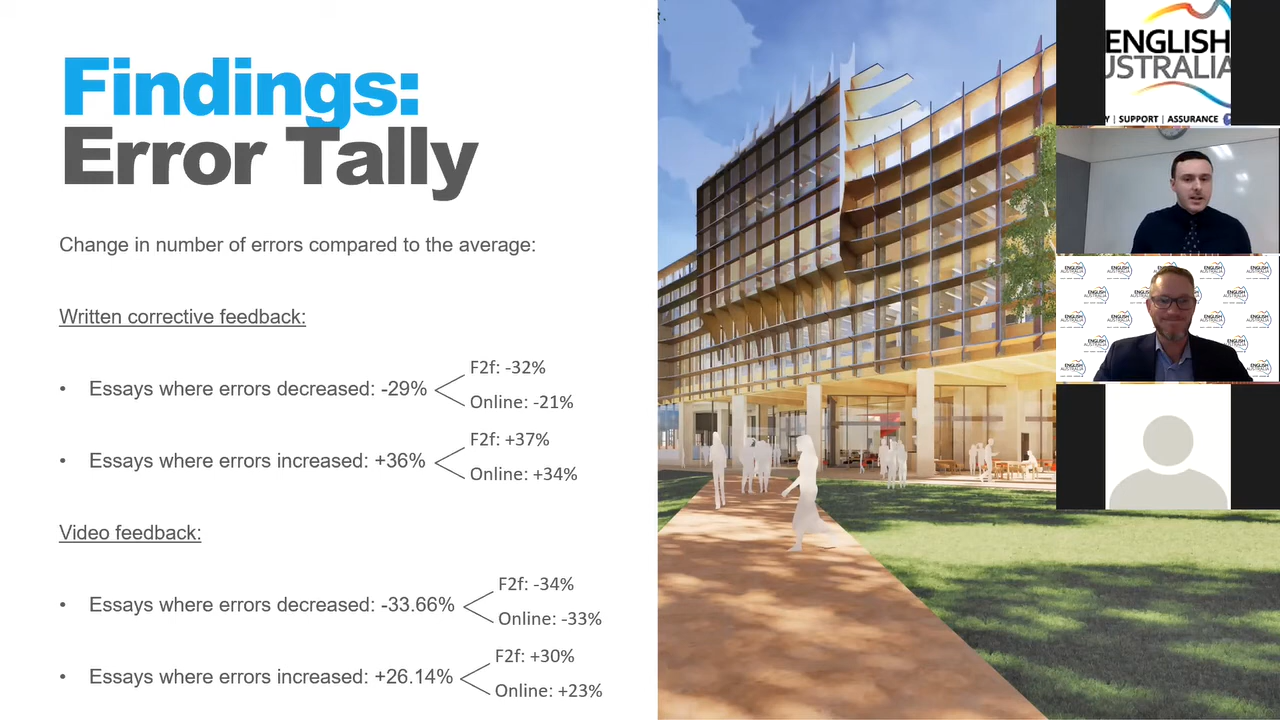 Findings:
Error Tally
Change in number of errors compared to the average:
Written corrective feedback:
• Essays where errors decreased: -29%
F2f: -32%
Online: -21%
• Essays where errors increased: +36%
F2f: +37%
Online: +34%
Video feedback:
• Essays where errors decreased: -33.66%
F2f: -34%
Online: -33%
• Essays where errors increased: +26.14%
F2f: +30%
Online: +23%
ENGLISH
USTRALIA
Y | SUPPORT | ASSURANCE
ENGLISH
AUSTRALIA